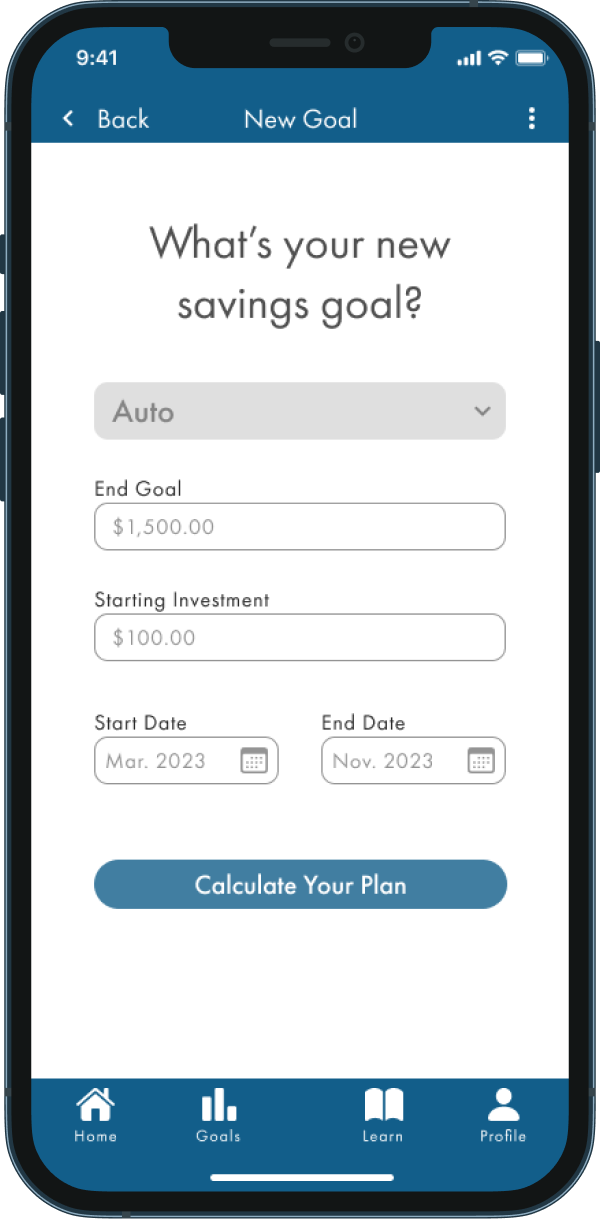 9:41
Back New Goal
What's your new
savings goal?
Auto
End Goal
$1,500.00
Starting Investment
$100.00
Start Date End Date
Mar. 2023 Nov. 2023
Calculate Your Plan
Home Goals Learn Profile